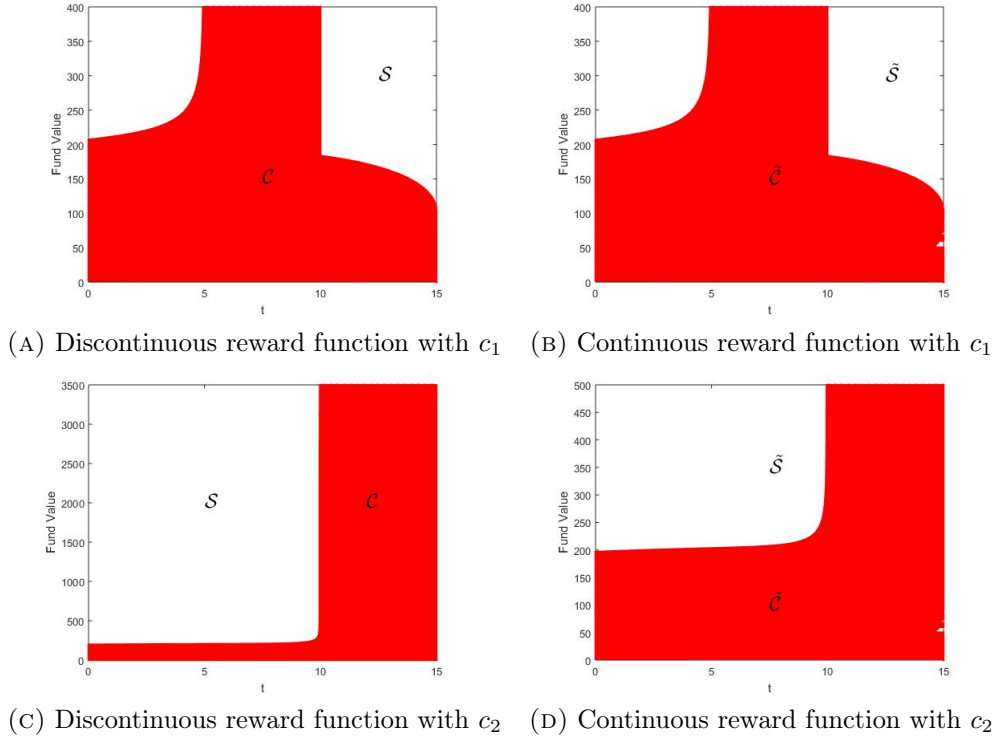 400
350
300
250
200
150
100
50
0
Fund Value
𝒮
𝒞
0 5 10 15
t
400
350
300
250
200
150
100
50
0
Fund Value
𝒮̃
𝒞̃
0 5 10 15
t
(A) Discontinuous reward function with c₁
(B) Continuous reward function with c₁
3500
3000
2500
2000
1500
1000
500
0
Fund Value
𝒮 𝒞
0 5 10 15
t
500
450
400
350
300
250
200
150
100
50
0
Fund Value
𝒮̃
𝒞̃
0 5 10 15
t
(C) Discontinuous reward function with c₂
(D) Continuous reward function with c₂